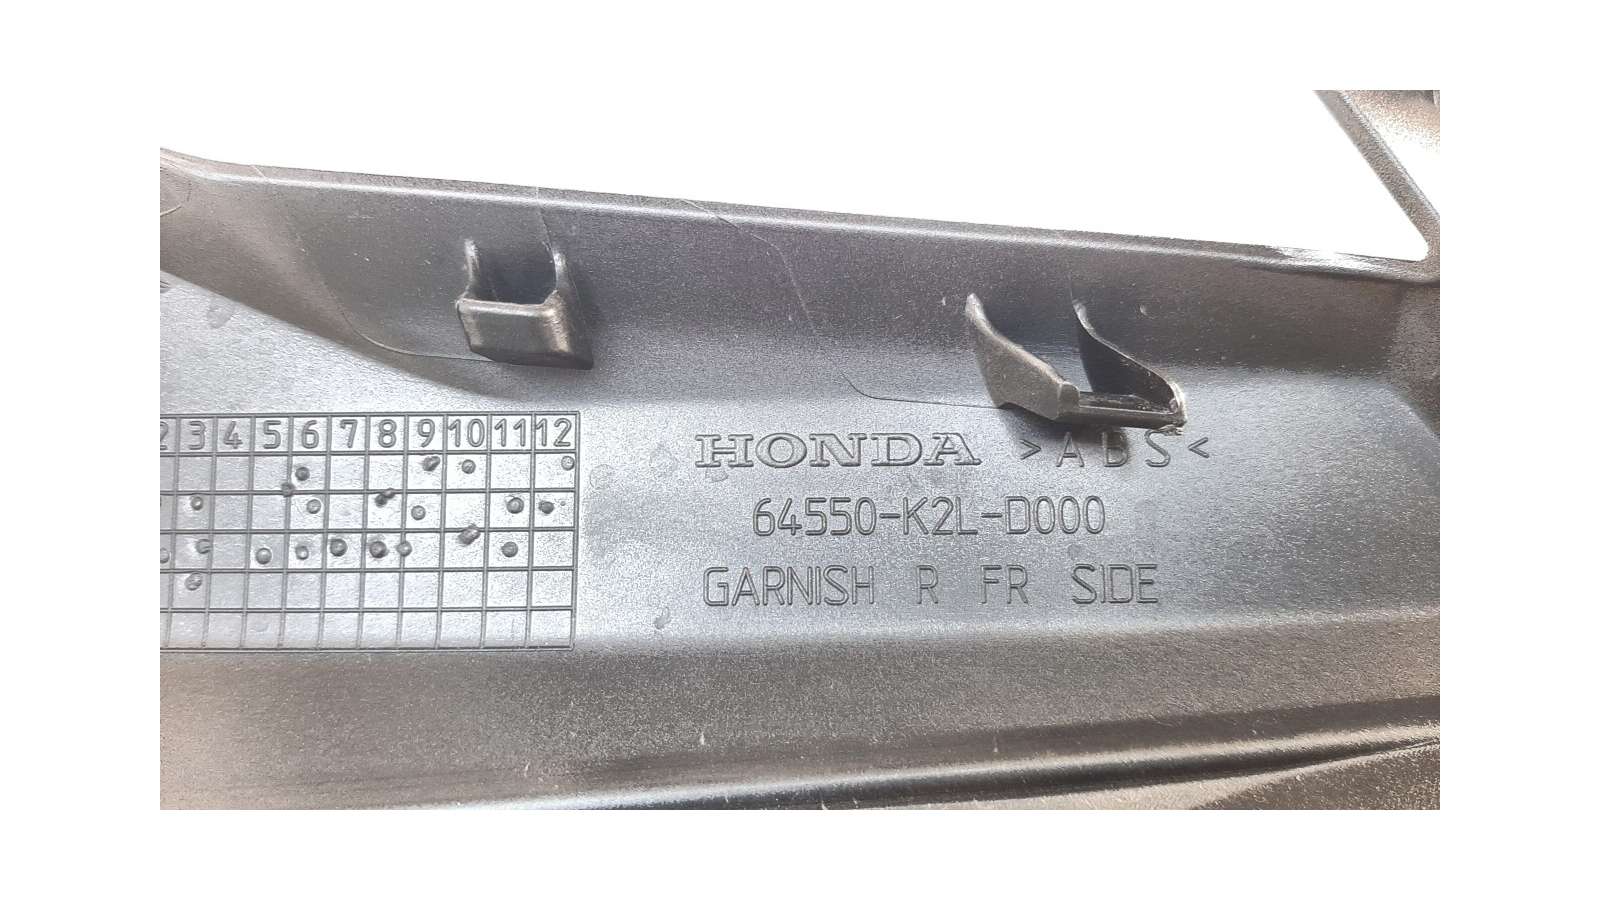 2 3 4 5 6 7 8 9 10 11 12
HONDA >ABS<
64550-K2L-D000
GARNISH R FR SIDE